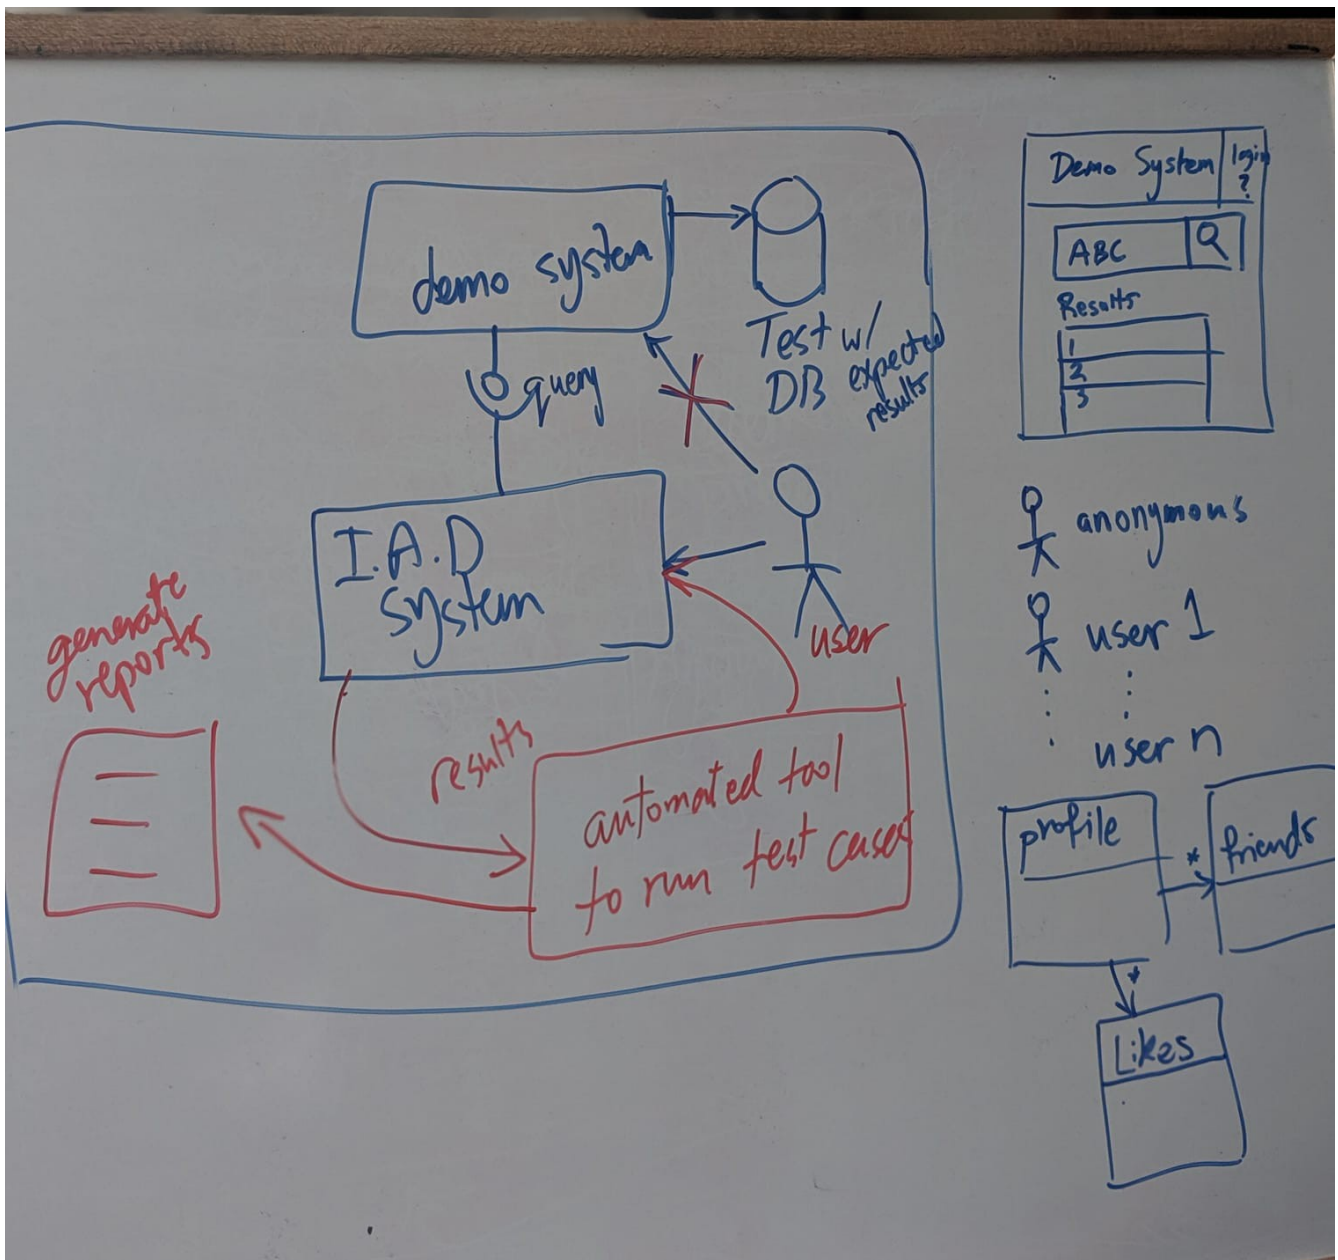 demo system
query
Test w/
DB expected
results
I.A.D
system
user
generate
reports
results
automated tool
to run test cases
Demo System
login
?
ABC
Results
1
2
3
anonymous
user 1
user n
profile
*
friends
*
Likes